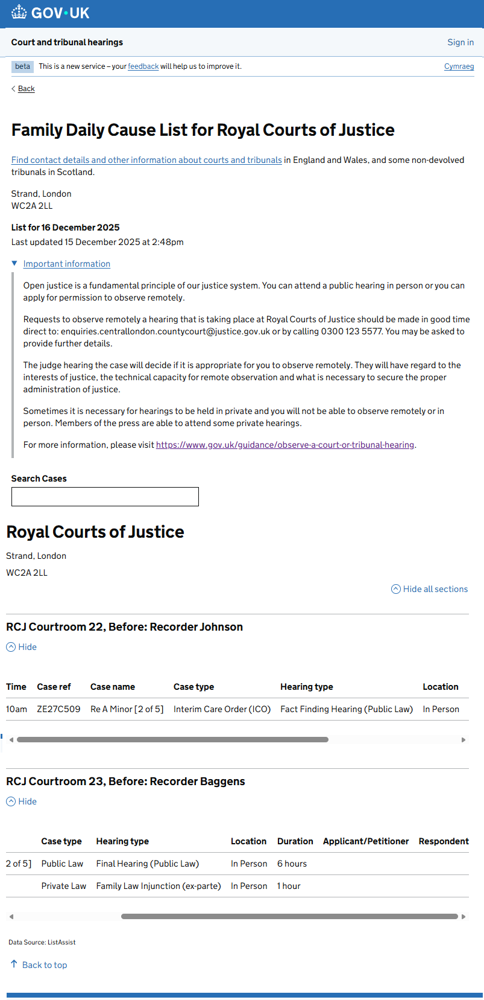 GOV·UK
Court and tribunal hearings
Sign in
beta This is a new service – your feedback will help us to improve it.
Cymraeg
Back
Family Daily Cause List for Royal Courts of Justice
Find contact details and other information about courts and tribunals in England and Wales, and some non-devolved
tribunals in Scotland.
Strand, London
WC2A 2LL
List for 16 December 2025
Last updated 15 December 2025 at 2:48pm
Important information
Open justice is a fundamental principle of our justice system. You can attend a public hearing in person or you can
apply for permission to observe remotely.
Requests to observe remotely a hearing that is taking place at Royal Courts of Justice should be made in good time
direct to: enquiries.centrallondon.countycourt@justice.gov.uk or by calling 0300 123 5577. You may be asked to
provide further details.
The judge hearing the case will decide if it is appropriate for you to observe remotely. They will have regard to the
interests of justice, the technical capacity for remote observation and what is necessary to secure the proper
administration of justice.
Sometimes it is necessary for hearings to be held in private and you will not be able to observe remotely or in
person. Members of the press are able to attend some private hearings.
For more information, please visit https://www.gov.uk/guidance/observe-a-court-or-tribunal-hearing.
Search Cases
Royal Courts of Justice
Strand, London
WC2A 2LL
Hide all sections
RCJ Courtroom 22, Before: Recorder Johnson
Hide
Time Case ref Case name Case type Hearing type Location
10am ZE27C509 Re A Minor [2 of 5] Interim Care Order (ICO) Fact Finding Hearing (Public Law) In Person
RCJ Courtroom 23, Before: Recorder Baggens
Hide
Case type Hearing type Location Duration Applicant/Petitioner Respondent
2 of 5] Public Law Final Hearing (Public Law) In Person 6 hours
Private Law Family Law Injunction (ex-parte) In Person 1 hour
Data Source: ListAssist
Back to top